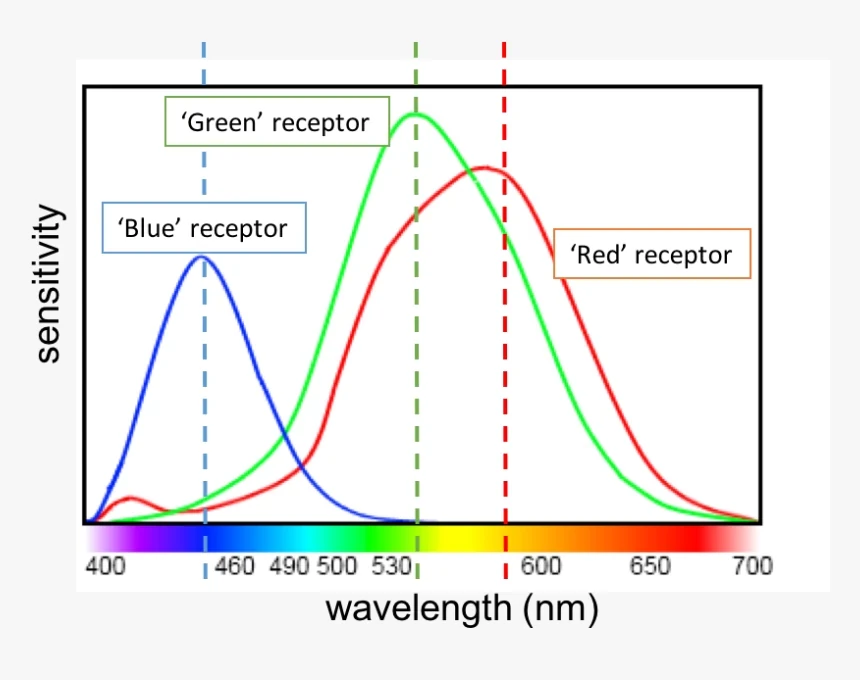 ‘Green’ receptor
‘Blue’ receptor
‘Red’ receptor
sensitivity
400 460 490 500 530 600 650 700
wavelength (nm)